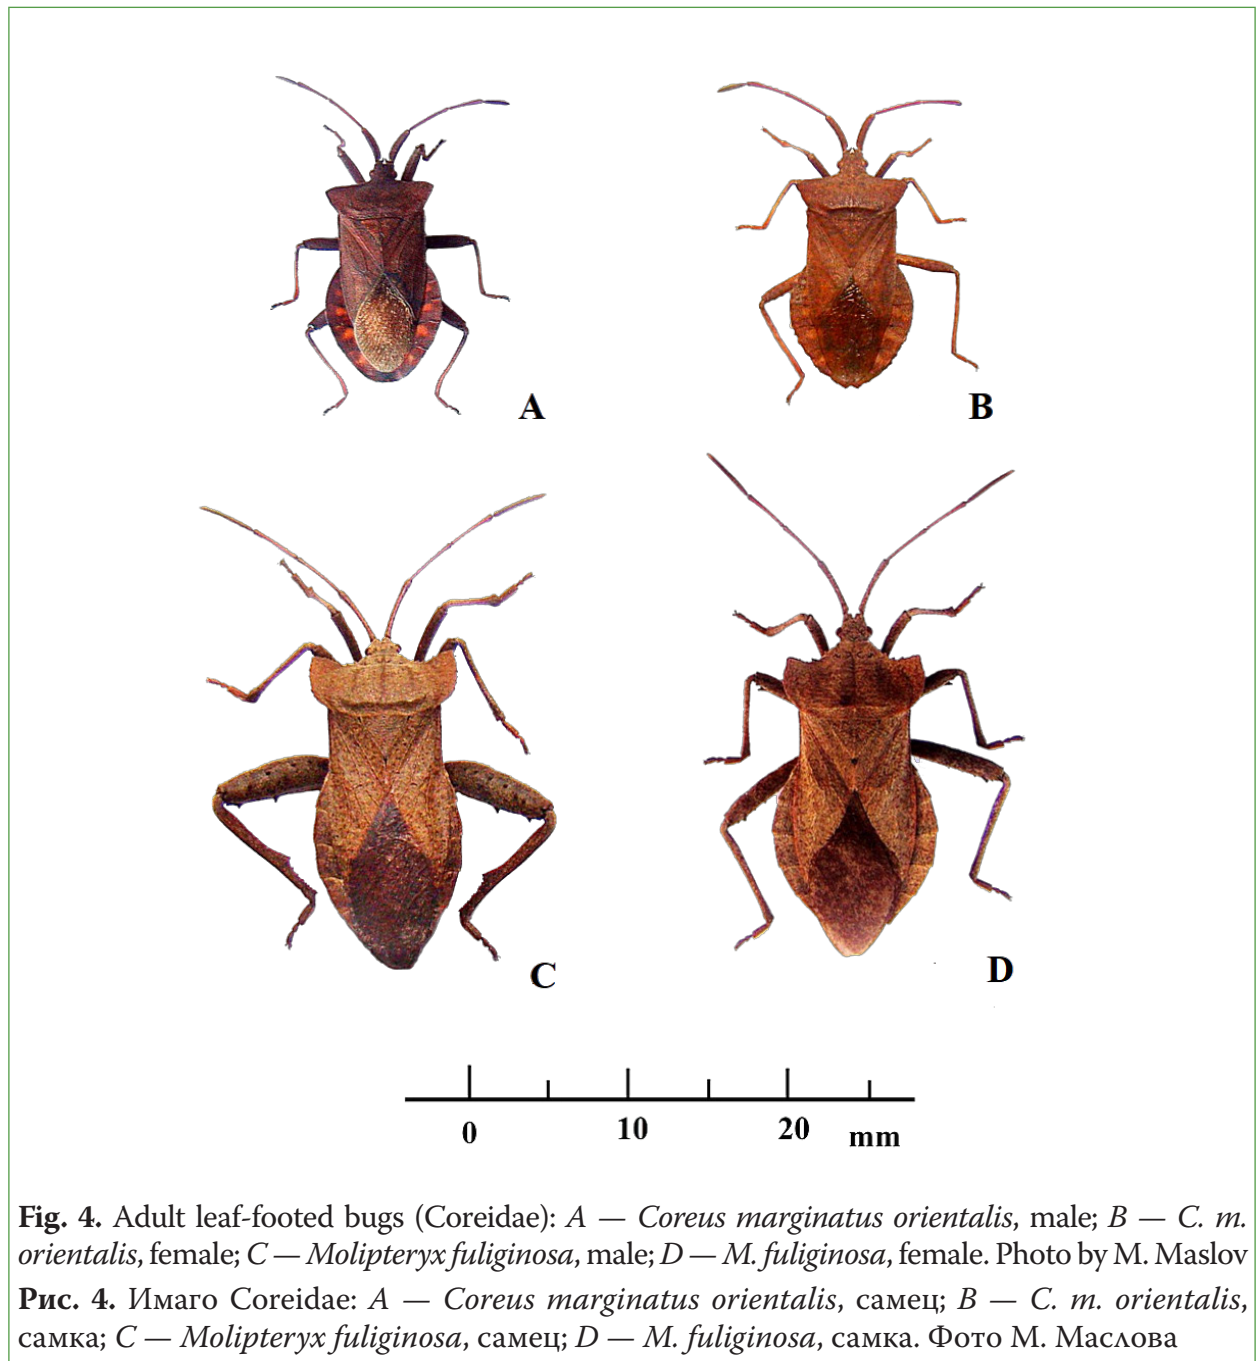 A
B
C
D
0 10 20 mm
Fig. 4. Adult leaf-footed bugs (Coreidae): A — Coreus marginatus orientalis, male; B — C. m.
orientalis, female; C — Molipteryx fuliginosa, male; D — M. fuliginosa, female. Photo by M. Maslov
Рис. 4. Имаго Coreidae: A — Coreus marginatus orientalis, самец; B — C. m. orientalis,
самка; C — Molipteryx fuliginosa, самец; D — M. fuliginosa, самка. Фото М. Маслова